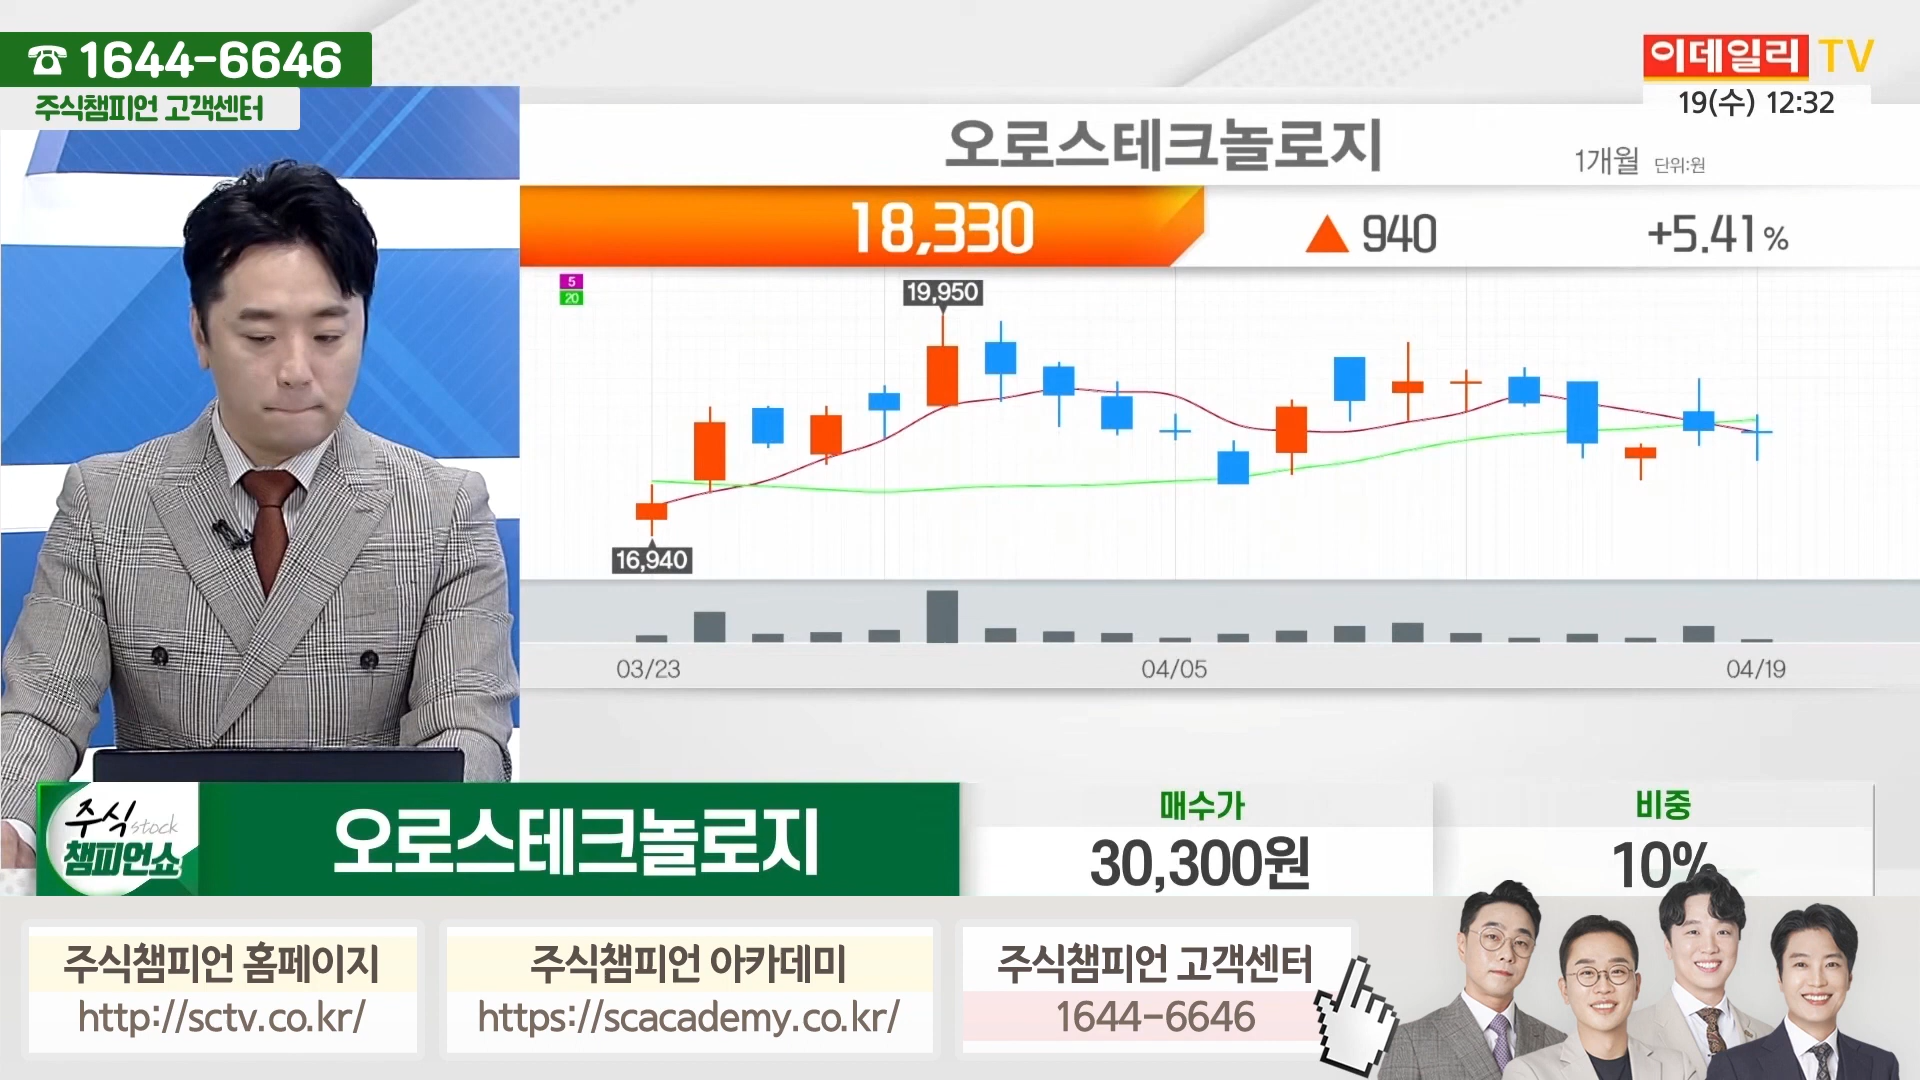 ☎ 1644-6646
주식챔피언 고객센터
이데일리 TV
19(수) 12:32
오로스테크놀로지
1개월 단위:원
18,330 ▲ 940 +5.41%
5
20
19,950
16,940
03/23 04/05 04/19
주식 stock
챔피언쇼
오로스테크놀로지
매수가
30,300원
비중
10%
주식챔피언 홈페이지
http://sctv.co.kr/
주식챔피언 아카데미
https://scacademy.co.kr/
주식챔피언 고객센터
1644-6646